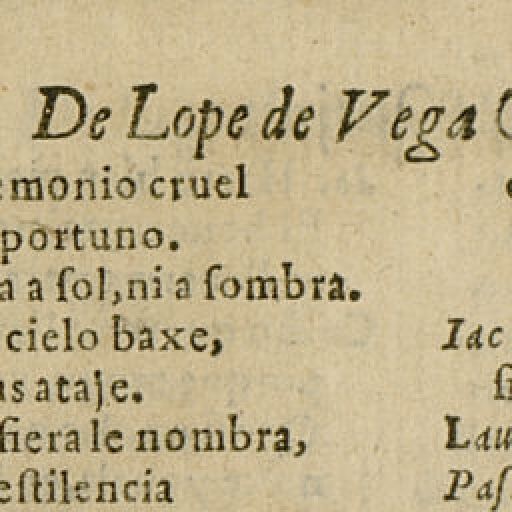 De Lope de Vega
emonio cruel
portuno.
a a ſol, ni a ſombra.
cielo baxe,
us ataje.
fiera le nombra,
eſtilencia
Iac
ſi
Lau
Paſ